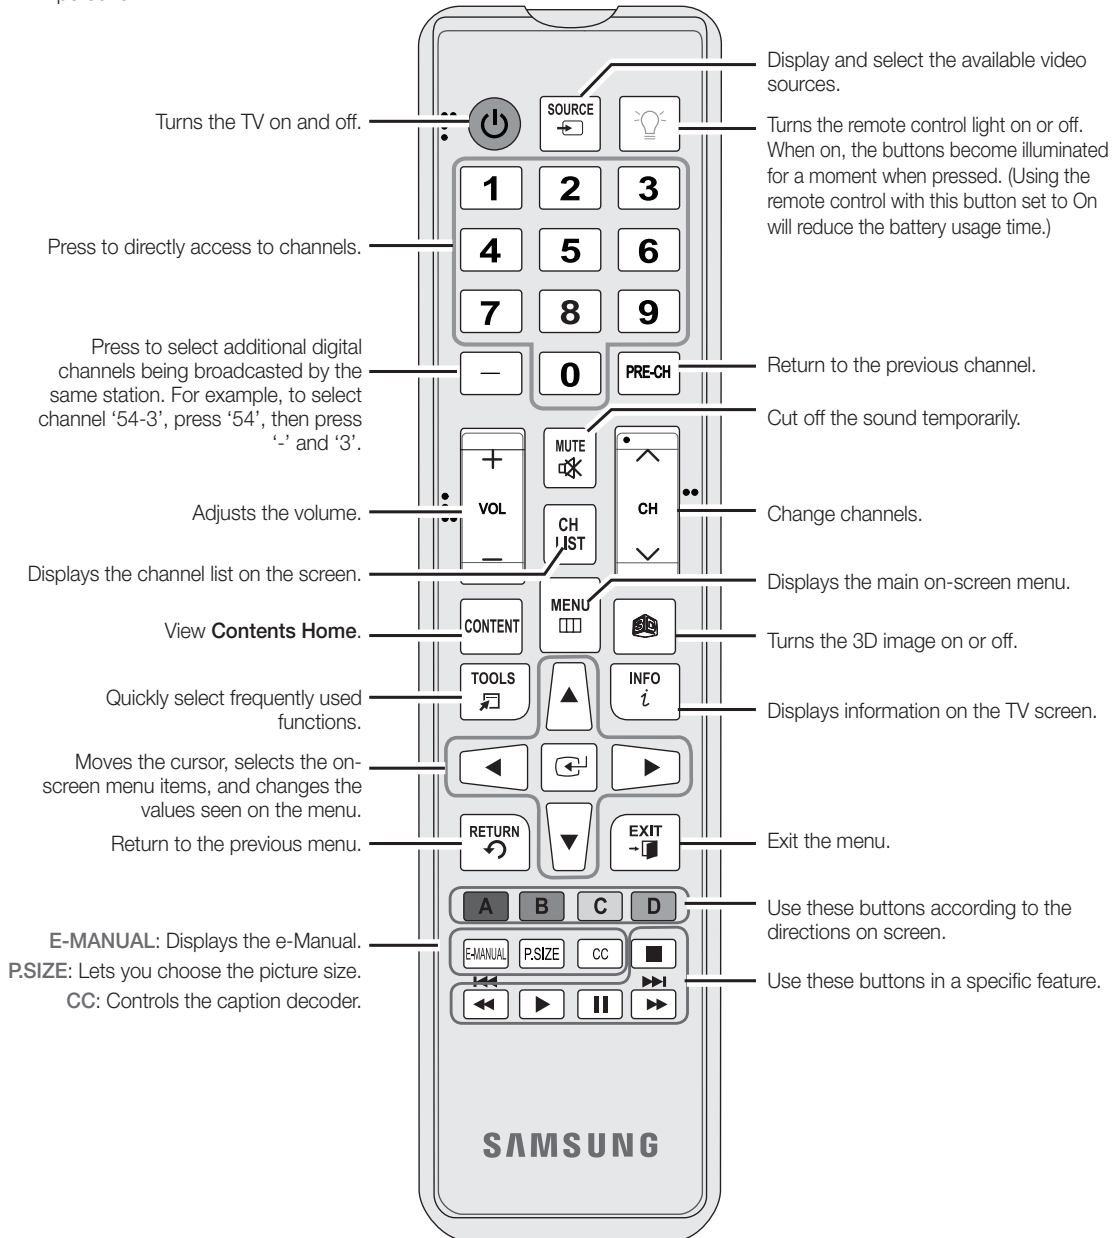 Display and select the available video
sources.
Turns the TV on and off.
SOURCE
Turns the remote control light on or off.
When on, the buttons become illuminated
for a moment when pressed. (Using the
remote control with this button set to On
will reduce the battery usage time.)
1 2 3
Press to directly access to channels.
4 5 6
7 8 9
Press to select additional digital
channels being broadcasted by the
same station. For example, to select
channel ‘54-3’, press ‘54’, then press
‘-’ and ‘3’.
— 0 PRE-CH
Return to the previous channel.
Cut off the sound temporarily.
MUTE
+
VOL
−
Adjusts the volume.
CH
LIST
CH
Change channels.
Displays the channel list on the screen.
MENU
Displays the main on-screen menu.
View Contents Home.
CONTENT
3D
Turns the 3D image on or off.
TOOLS
INFO
i
Quickly select frequently used
functions.
Displays information on the TV screen.
Moves the cursor, selects the on-
screen menu items, and changes the
values seen on the menu.
Return to the previous menu.
RETURN
EXIT
Exit the menu.
A B C D
Use these buttons according to the
directions on screen.
E-MANUAL: Displays the e-Manual.
P.SIZE: Lets you choose the picture size.
CC: Controls the caption decoder.
E-MANUAL P.SIZE CC
Use these buttons in a specific feature.
SAMSUNG